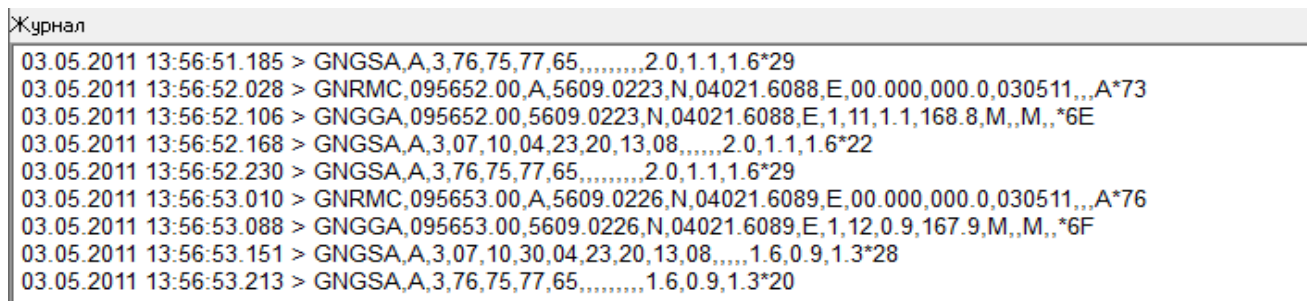 Журнал
03.05.2011 13:56:51.185 > GNGSA,A,3,76,75,77,65,,,,,,,,,2.0,1.1,1.6*29
03.05.2011 13:56:52.028 > GNRMC,095652.00,A,5609.0223,N,04021.6088,E,00.000,000.0,030511,,,A*73
03.05.2011 13:56:52.106 > GNGGA,095652.00,5609.0223,N,04021.6088,E,1,11,1.1,168.8,M,,M,,*6E
03.05.2011 13:56:52.168 > GNGSA,A,3,07,10,04,23,20,13,08,,,,,,2.0,1.1,1.6*22
03.05.2011 13:56:52.230 > GNGSA,A,3,76,75,77,65,,,,,,,,,2.0,1.1,1.6*29
03.05.2011 13:56:53.010 > GNRMC,095653.00,A,5609.0226,N,04021.6089,E,00.000,000.0,030511,,,A*76
03.05.2011 13:56:53.088 > GNGGA,095653.00,5609.0226,N,04021.6089,E,1,12,0.9,167.9,M,,M,,*6F
03.05.2011 13:56:53.151 > GNGSA,A,3,07,10,30,04,23,20,13,08,,,,,1.6,0.9,1.3*28
03.05.2011 13:56:53.213 > GNGSA,A,3,76,75,77,65,,,,,,,,,1.6,0.9,1.3*20